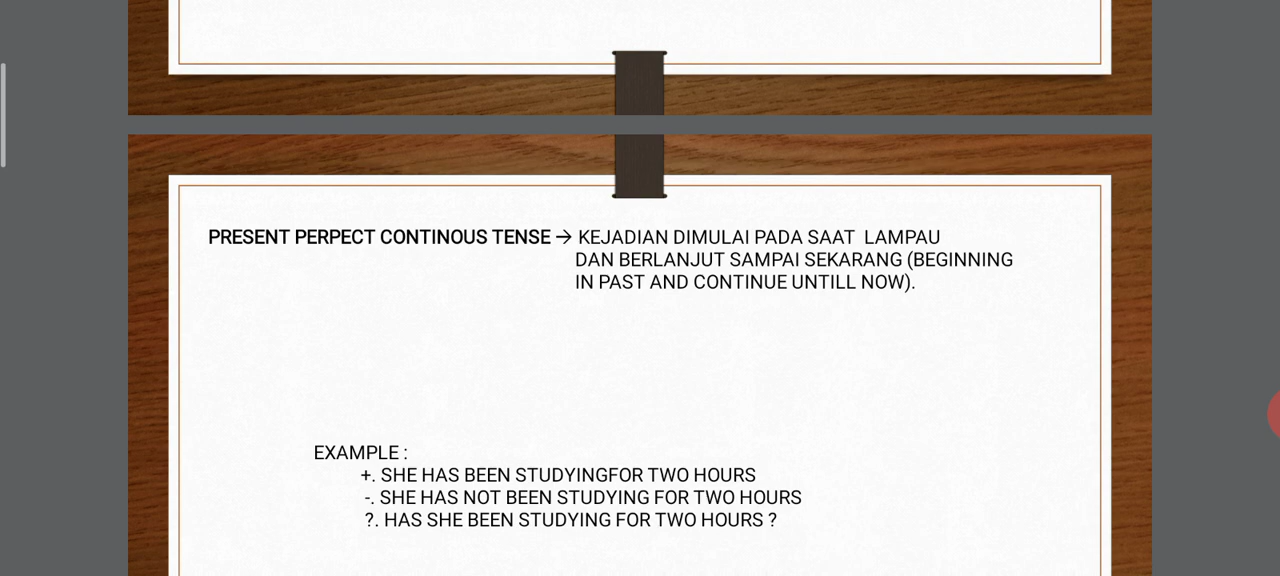 PRESENT PERPECT CONTINOUS TENSE → KEJADIAN DIMULAI PADA SAAT LAMPAU
DAN BERLANJUT SAMPAI SEKARANG (BEGINNING
IN PAST AND CONTINUE UNTILL NOW).
EXAMPLE :
+. SHE HAS BEEN STUDYINGFOR TWO HOURS
-. SHE HAS NOT BEEN STUDYING FOR TWO HOURS
?. HAS SHE BEEN STUDYING FOR TWO HOURS ?